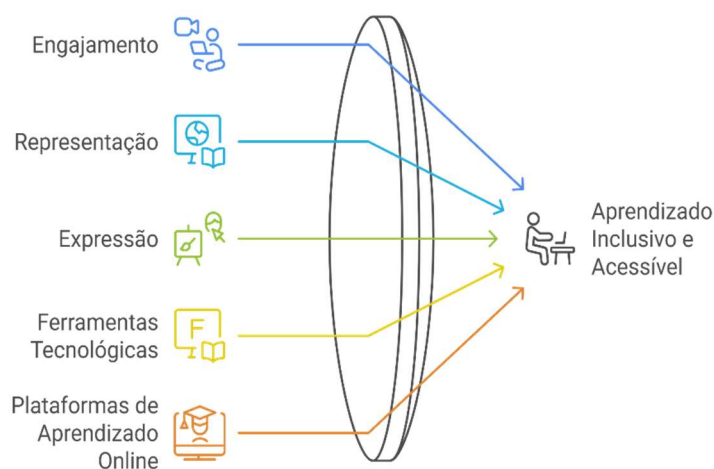 Engajamento
Representação
Expressão
Ferramentas
Tecnológicas
F
Plataformas de
Aprendizado
Online
Aprendizado
Inclusivo e
Acessível